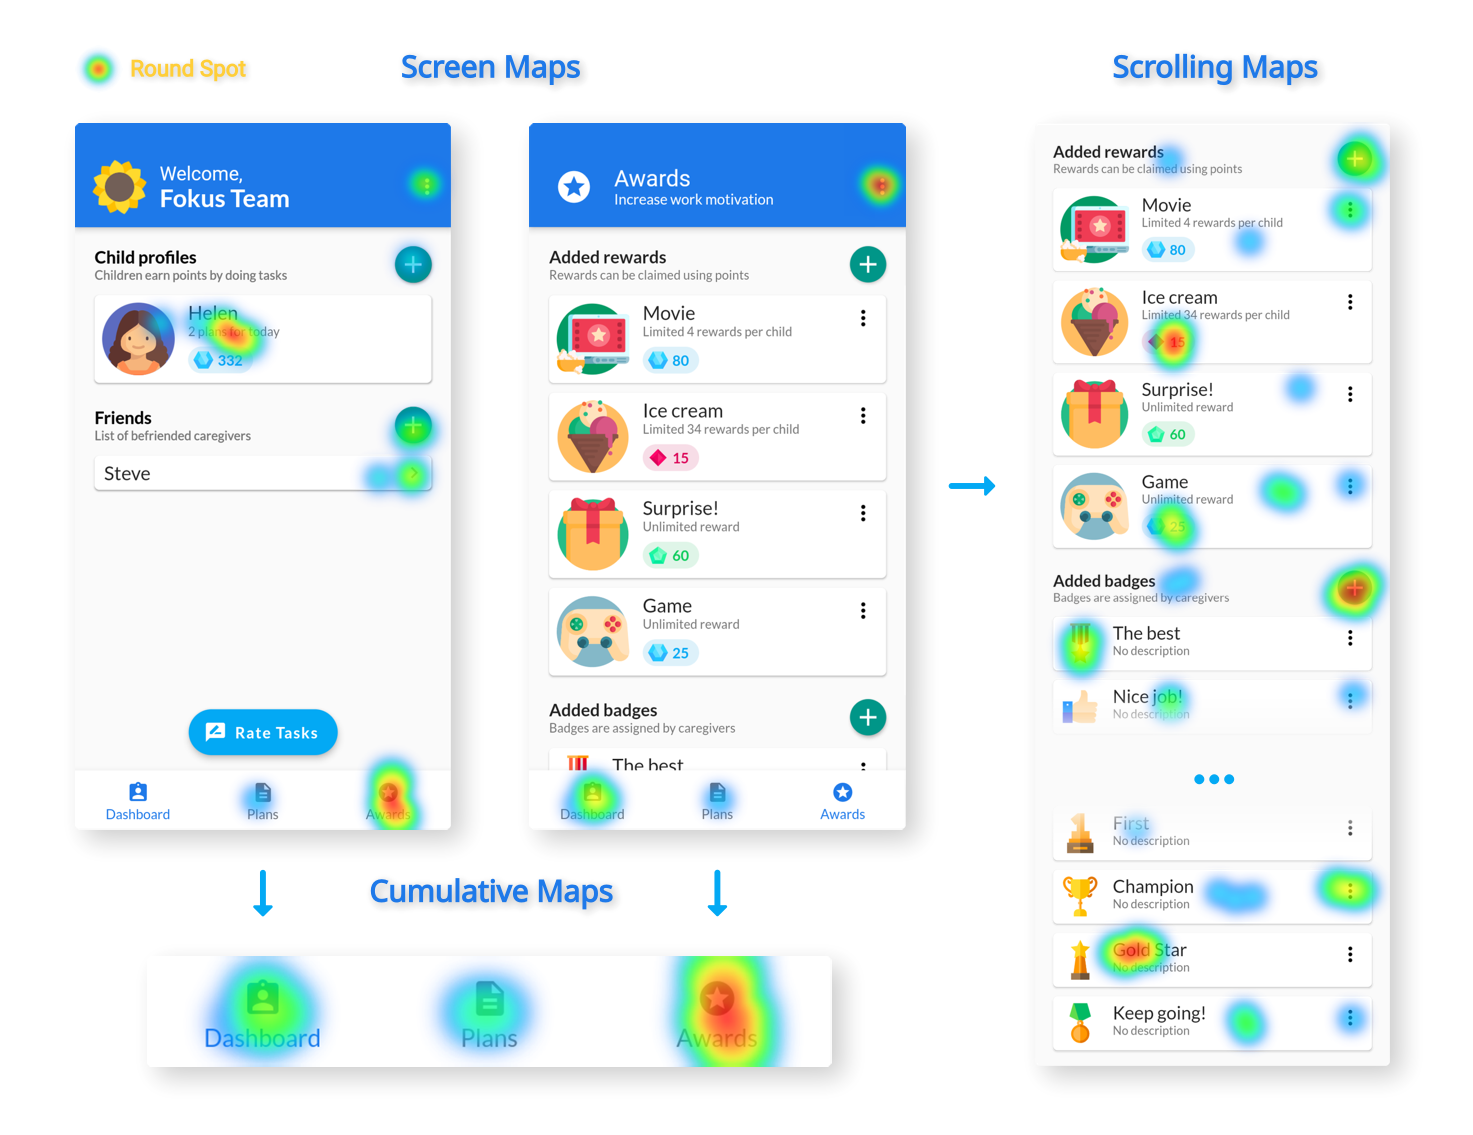 Round Spot
Screen Maps
Scrolling Maps
Welcome,
Fokus Team
Child profiles
Children earn points by doing tasks
Helen
2 plans for today
332
Friends
List of befriended caregivers
Steve
Rate Tasks
Dashboard
Plans
Awards
Awards
Increase work motivation
Added rewards
Rewards can be claimed using points
Movie
Limited 4 rewards per child
80
Ice cream
Limited 34 rewards per child
15
Surprise!
Unlimited reward
60
Game
Unlimited reward
25
Added badges
Badges are assigned by caregivers
The best
Dashboard
Plans
Awards
Added rewards
Rewards can be claimed using points
Movie
Limited 4 rewards per child
80
Ice cream
Limited 34 rewards per child
15
Surprise!
Unlimited reward
60
Game
Unlimited reward
25
Added badges
Badges are assigned by caregivers
The best
No description
Nice job!
No description
First
No description
Champion
No description
Gold Star
No description
Keep going!
No description
Cumulative Maps
Dashboard
Plans
Awards